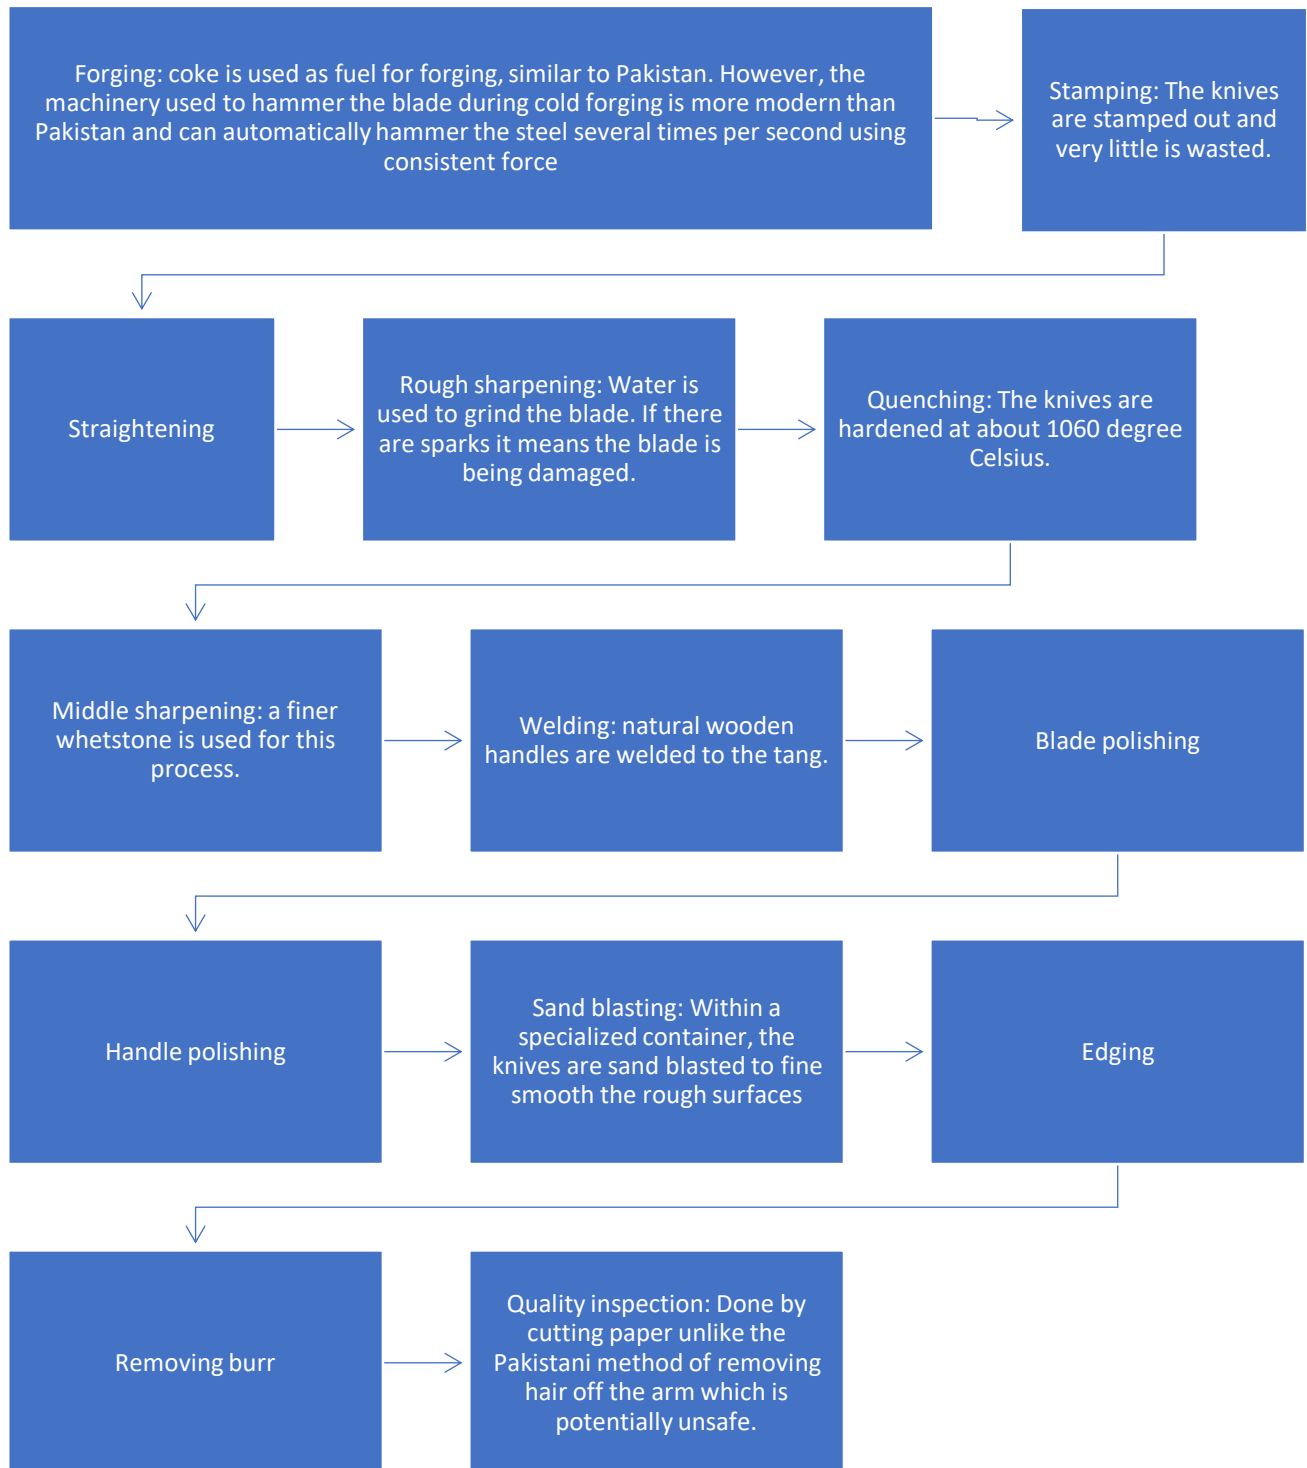 Forging: coke is used as fuel for forging, similar to Pakistan. However, the
machinery used to hammer the blade during cold forging is more modern than
Pakistan and can automatically hammer the steel several times per second using
consistent force
Stamping: The knives
are stamped out and
very little is wasted.
Straightening
Rough sharpening: Water is
used to grind the blade. If there
are sparks it means the blade is
being damaged.
Quenching: The knives are
hardened at about 1060 degree
Celsius.
Middle sharpening: a finer
whetstone is used for this
process.
Welding: natural wooden
handles are welded to the tang.
Blade polishing
Handle polishing
Sand blasting: Within a
specialized container, the
knives are sand blasted to fine
smooth the rough surfaces
Edging
Removing burr
Quality inspection: Done by
cutting paper unlike the
Pakistani method of removing
hair off the arm which is
potentially unsafe.